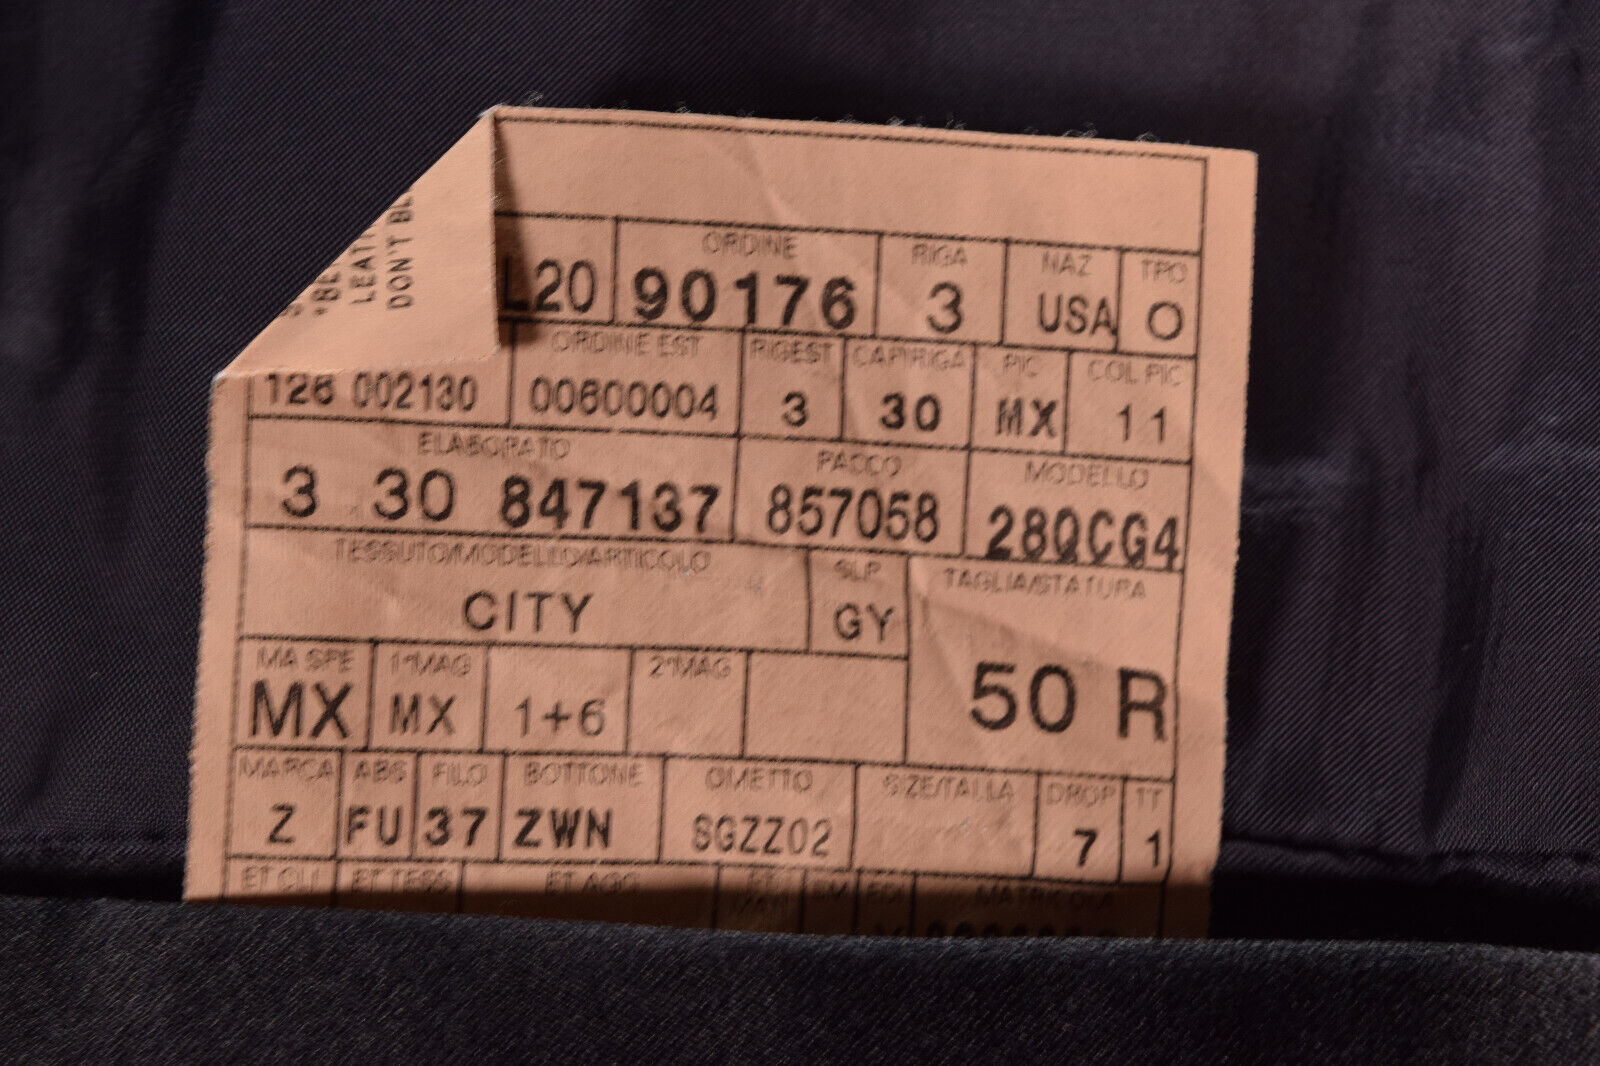 LEAT
DON'T BL
ORDINE RIGA NAZ TPO
L20 90176 3 USA O
ORDINE EST RIGEST CAPIRIGA PIC COL PIC
126 002130 00600004 3 30 MX 11
ELABORATO PACCO MODELLO
3 30 847137 857058 28QCG4
TESSUTO/MODELLO/ARTICOLO SLP TAGLIA/STATURA
CITY GY 50 R
MA SPE 1°MAG 2°MAG
MX MX 1+6
MARCA ABS FILO BOTTONE OMETTO SIZE/TALLA DROP TT
Z FU 37 ZWN SGZZ02 7 1
ET CLI ET TESS ET AGG MATRICOLA